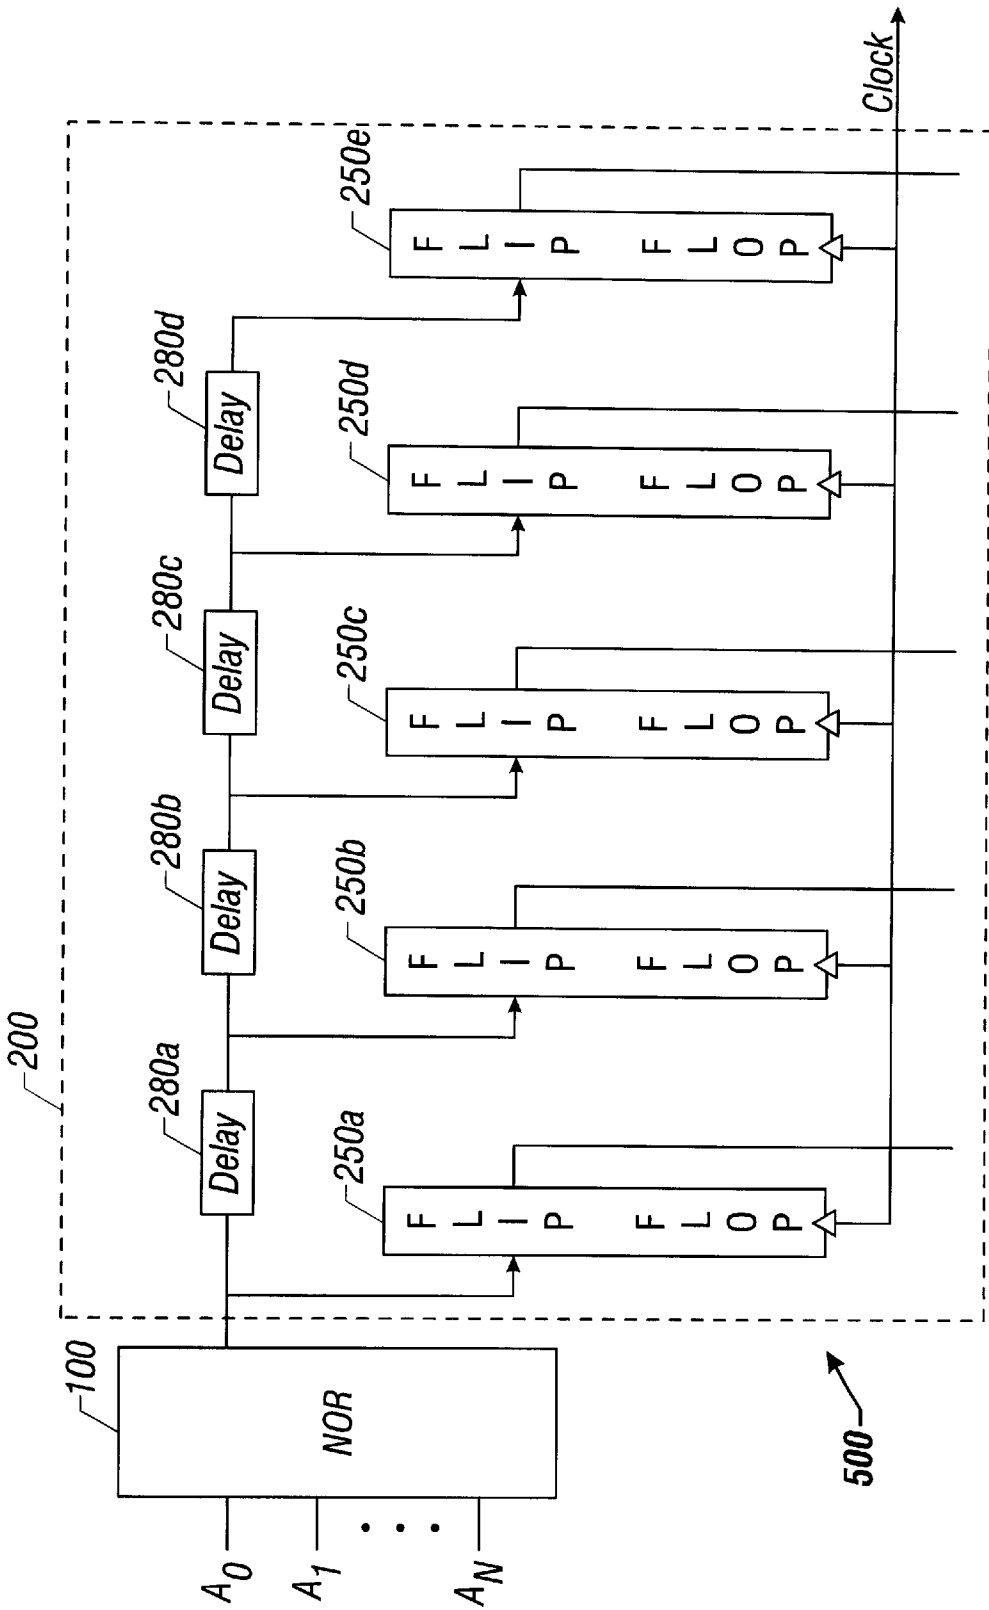 200
280a
280b
280c
280d
Delay
Delay
Delay
Delay
100
250a
250b
250c
250d
250e
NOR
FLIP FLOP
FLIP FLOP
FLIP FLOP
FLIP FLOP
FLIP FLOP
A0
A1
AN
500
Clock